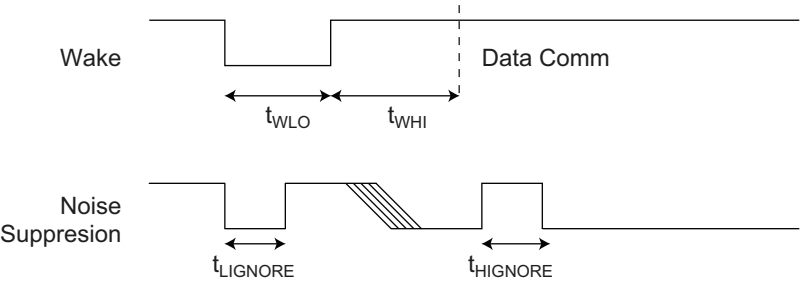 Wake
Data Comm
tWLO
tWHI
Noise
Suppresion
tLIGNORE
tHIGNORE